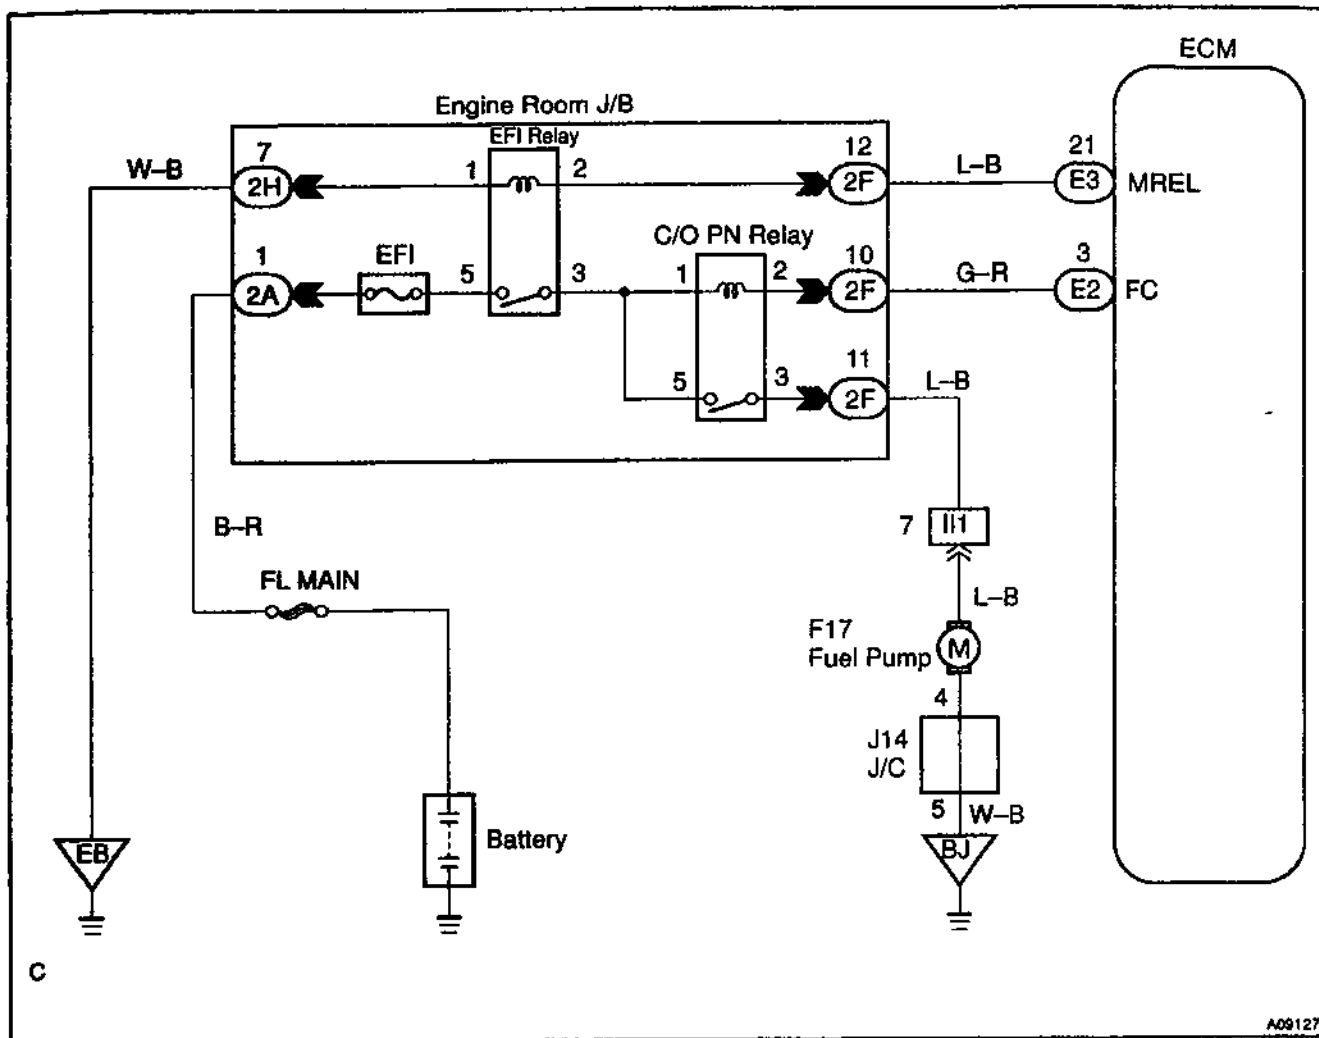 ECM
Engine Room J/B
EFI Relay
7
W–B
2H
1
2
12
2F
L–B
21
E3
MREL
C/O PN Relay
1
2A
EFI
5
3
1
2
10
2F
G–R
3
E2
FC
5
3
11
2F
L–B
B–R
7
II1
FL MAIN
L–B
F17
Fuel Pump
M
4
J14
J/C
5
W–B
Battery
EB
BJ
C
A09127